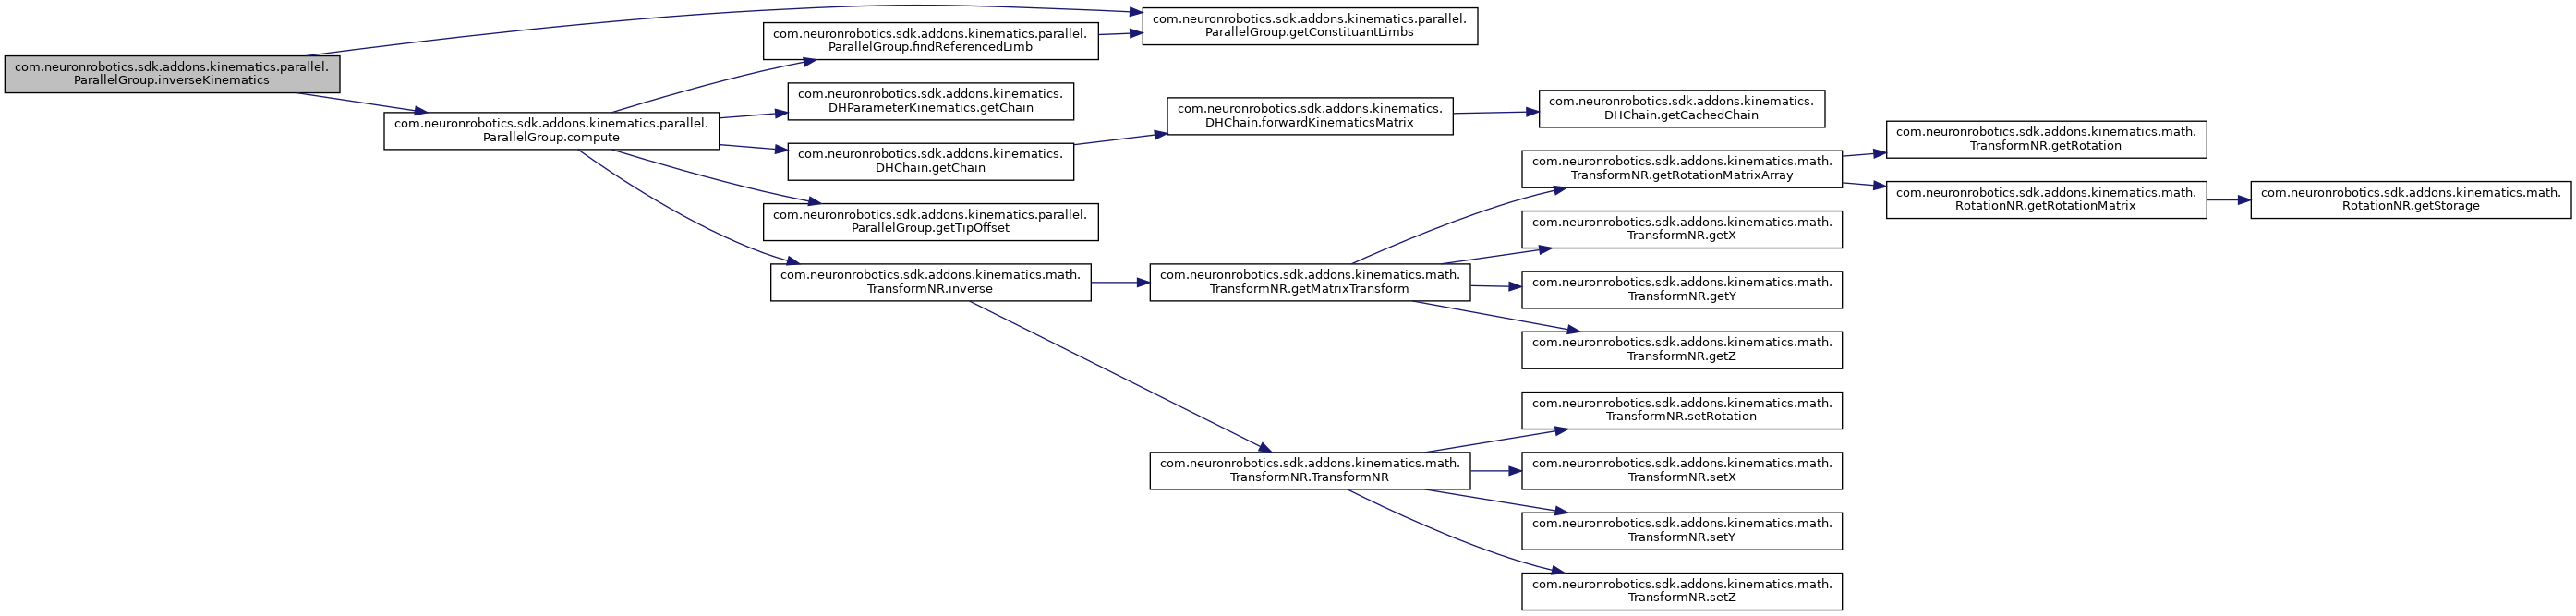 com.neuronrobotics.sdk.addons.kinematics.parallel.
ParallelGroup.inverseKinematics
com.neuronrobotics.sdk.addons.kinematics.parallel.
ParallelGroup.compute
com.neuronrobotics.sdk.addons.kinematics.parallel.
ParallelGroup.findReferencedLimb
com.neuronrobotics.sdk.addons.kinematics.
DHParameterKinematics.getChain
com.neuronrobotics.sdk.addons.kinematics.
DHChain.getChain
com.neuronrobotics.sdk.addons.kinematics.parallel.
ParallelGroup.getTipOffset
com.neuronrobotics.sdk.addons.kinematics.math.
TransformNR.inverse
com.neuronrobotics.sdk.addons.kinematics.parallel.
ParallelGroup.getConstituantLimbs
com.neuronrobotics.sdk.addons.kinematics.
DHChain.forwardKinematicsMatrix
com.neuronrobotics.sdk.addons.kinematics.math.
TransformNR.getMatrixTransform
com.neuronrobotics.sdk.addons.kinematics.math.
TransformNR.TransformNR
com.neuronrobotics.sdk.addons.kinematics.
DHChain.getCachedChain
com.neuronrobotics.sdk.addons.kinematics.math.
TransformNR.getRotationMatrixArray
com.neuronrobotics.sdk.addons.kinematics.math.
TransformNR.getX
com.neuronrobotics.sdk.addons.kinematics.math.
TransformNR.getY
com.neuronrobotics.sdk.addons.kinematics.math.
TransformNR.getZ
com.neuronrobotics.sdk.addons.kinematics.math.
TransformNR.setRotation
com.neuronrobotics.sdk.addons.kinematics.math.
TransformNR.setX
com.neuronrobotics.sdk.addons.kinematics.math.
TransformNR.setY
com.neuronrobotics.sdk.addons.kinematics.math.
TransformNR.setZ
com.neuronrobotics.sdk.addons.kinematics.math.
TransformNR.getRotation
com.neuronrobotics.sdk.addons.kinematics.math.
RotationNR.getRotationMatrix
com.neuronrobotics.sdk.addons.kinematics.math.
RotationNR.getStorage